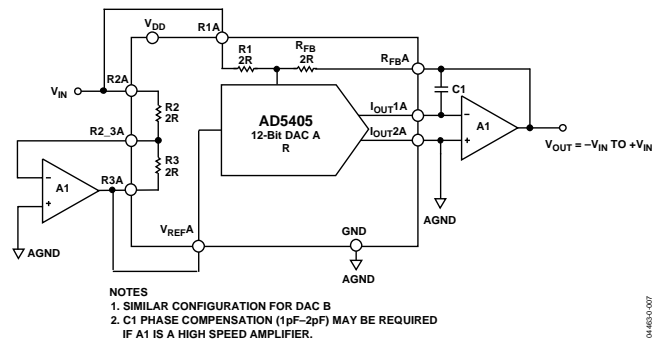 VDD
R1A
R1
2R
RFB
2R
RFBA
R2A
VIN
R2
2R
C1
AD5405
12-Bit DAC A
R
IOUT1A
IOUT2A
A1
VOUT = –VIN TO +VIN
R2_3A
R3
2R
R3A
A1
AGND
VREFA
GND
AGND
AGND
NOTES
1. SIMILAR CONFIGURATION FOR DAC B
2. C1 PHASE COMPENSATION (1pF–2pF) MAY BE REQUIRED
IF A1 IS A HIGH SPEED AMPLIFIER.
04463-0-007